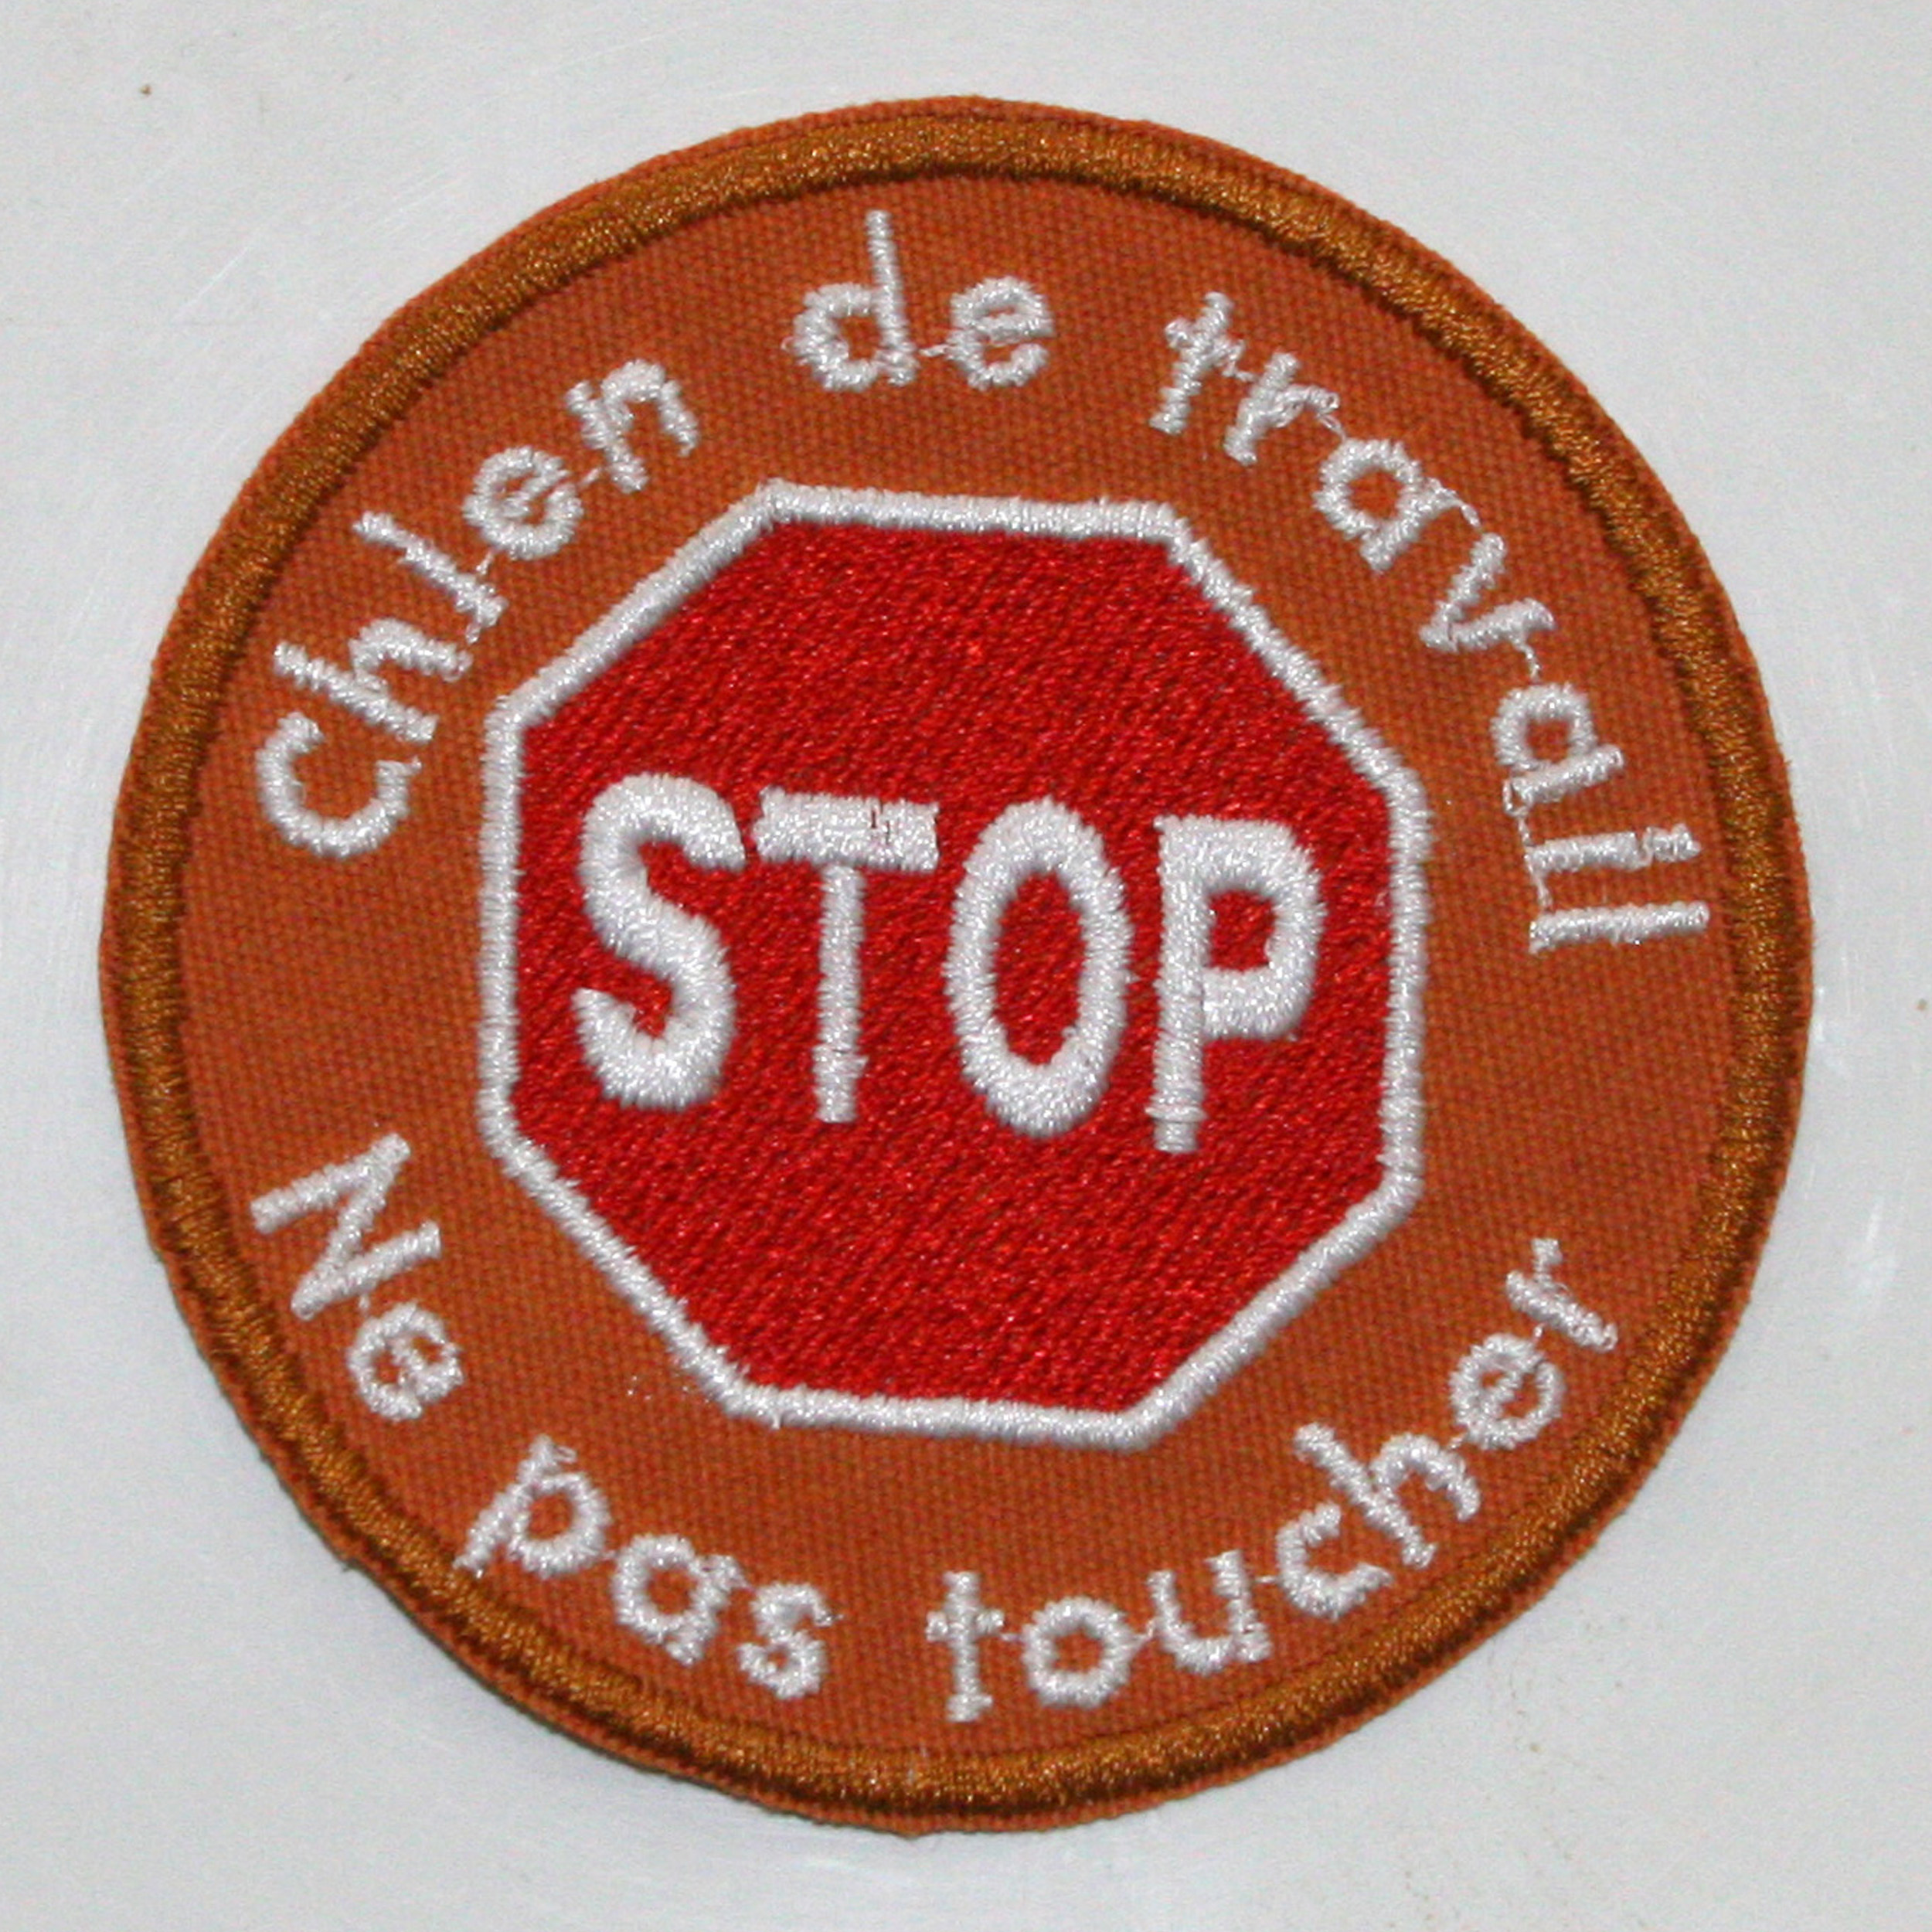 Chien de travail
STOP
Ne pas toucher